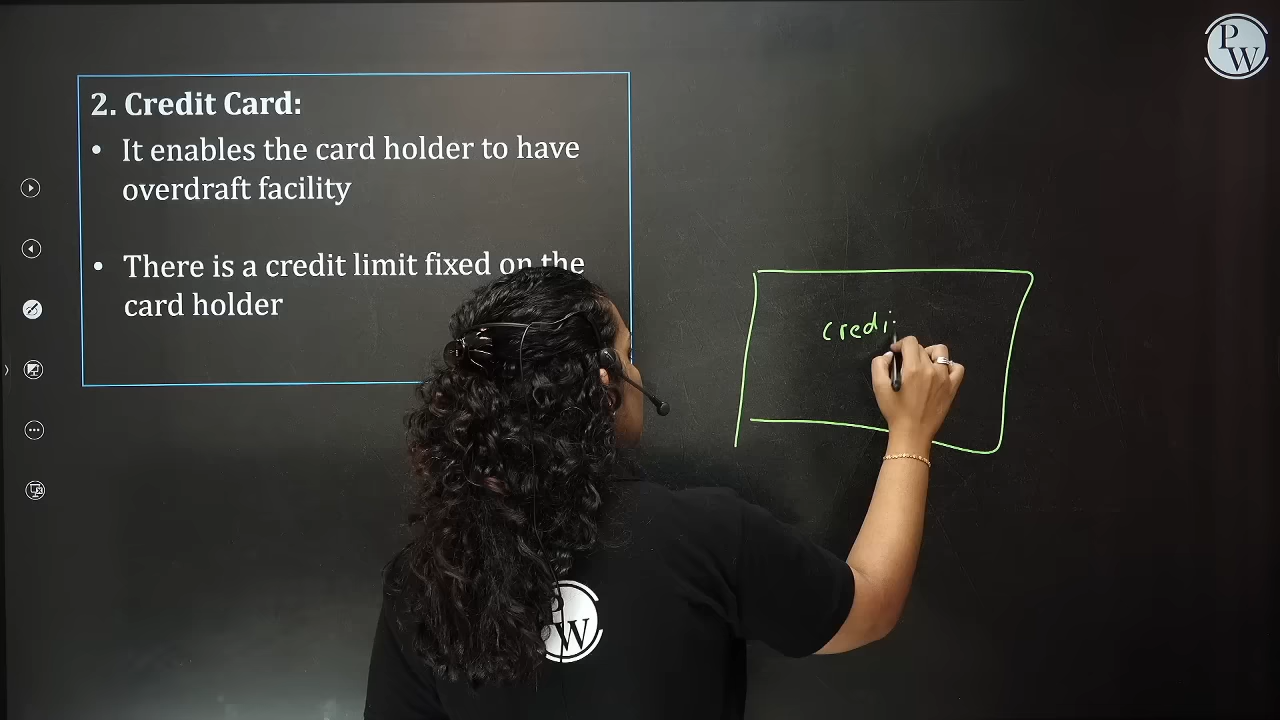 PW
2. Credit Card:
• It enables the card holder to have
overdraft facility
• There is a credit limit fixed on the
card holder
credi
PW